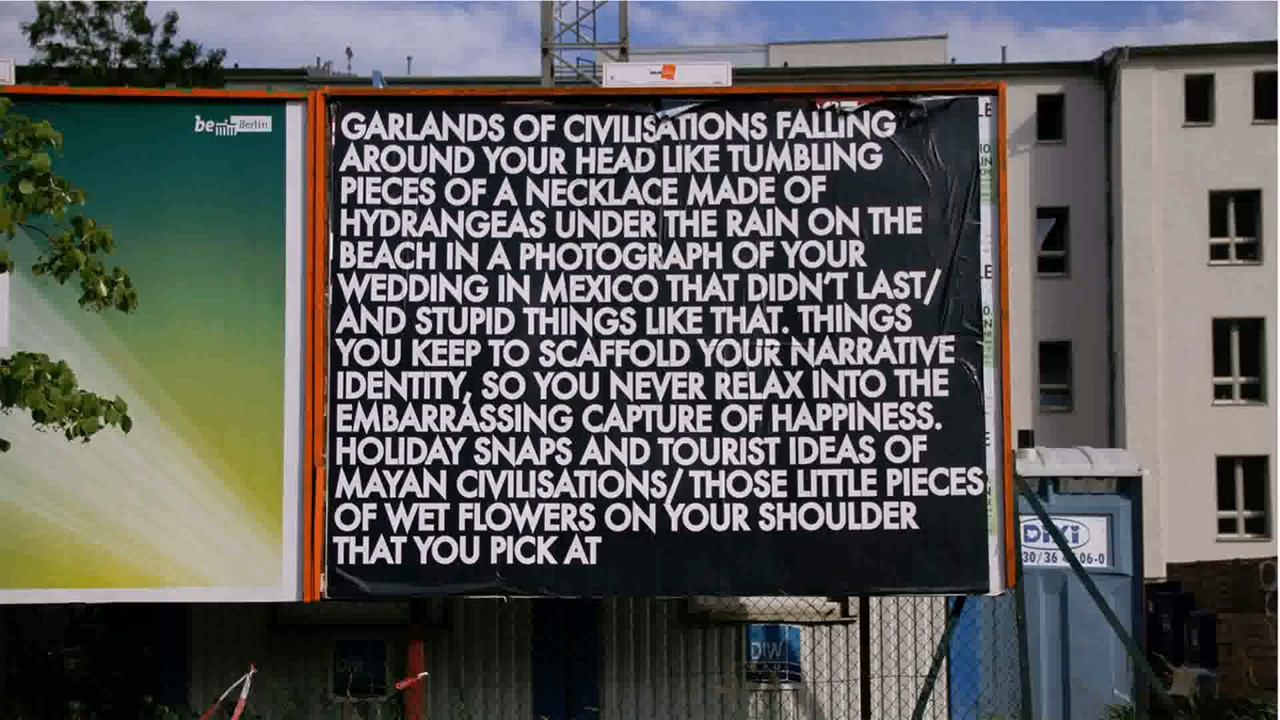 be Berlin
GARLANDS OF CIVILISATIONS FALLING
AROUND YOUR HEAD LIKE TUMBLING
PIECES OF A NECKLACE MADE OF
HYDRANGEAS UNDER THE RAIN ON THE
BEACH IN A PHOTOGRAPH OF YOUR
WEDDING IN MEXICO THAT DIDN'T LAST/
AND STUPID THINGS LIKE THAT. THINGS
YOU KEEP TO SCAFFOLD YOUR NARRATIVE
IDENTITY, SO YOU NEVER RELAX INTO THE
EMBARRASSING CAPTURE OF HAPPINESS.
HOLIDAY SNAPS AND TOURIST IDEAS OF
MAYAN CIVILISATIONS/ THOSE LITTLE PIECES
OF WET FLOWERS ON YOUR SHOULDER
THAT YOU PICK AT
DIXI
DIW